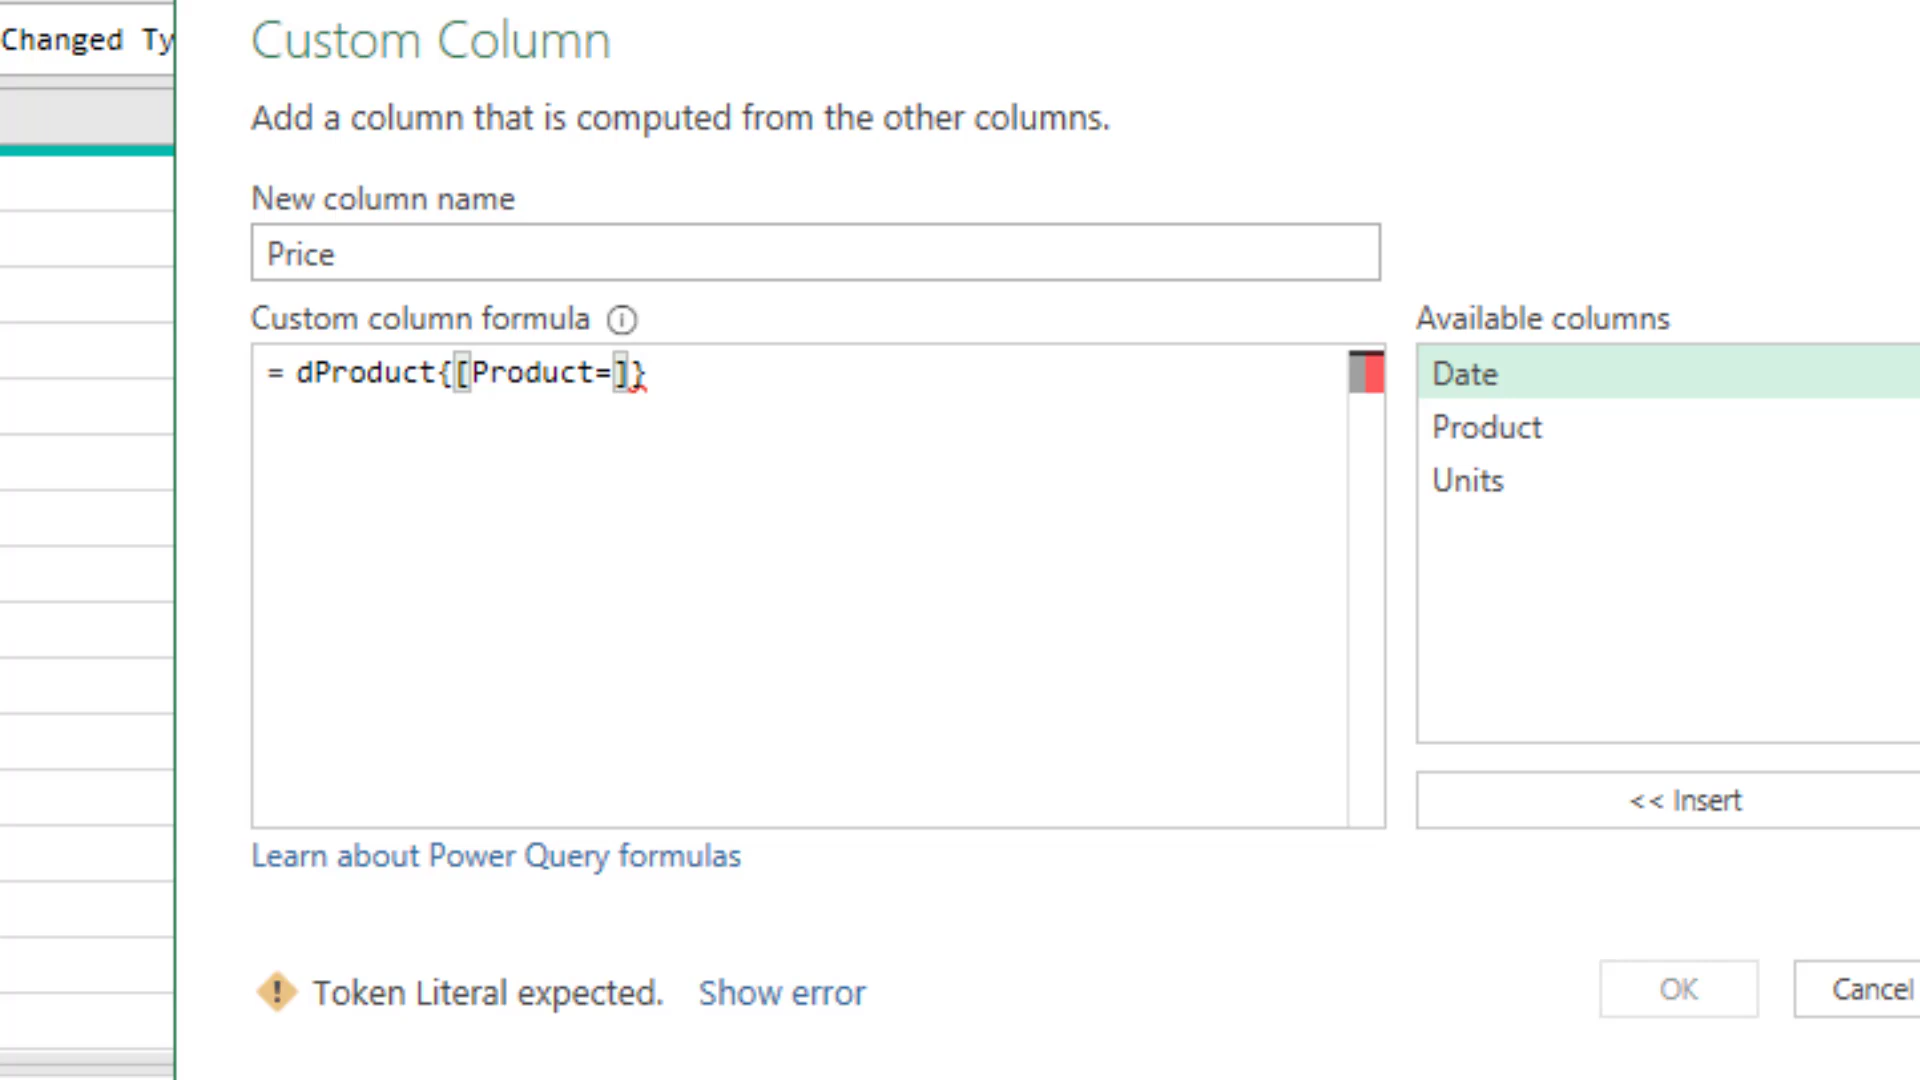 Changed Ty
Custom Column
Add a column that is computed from the other columns.
New column name
Price
Custom column formula
Available columns
= dProduct{[Product=]}
Date
Product
Units
<< Insert
Learn about Power Query formulas
Token Literal expected. Show error
OK
Cancel